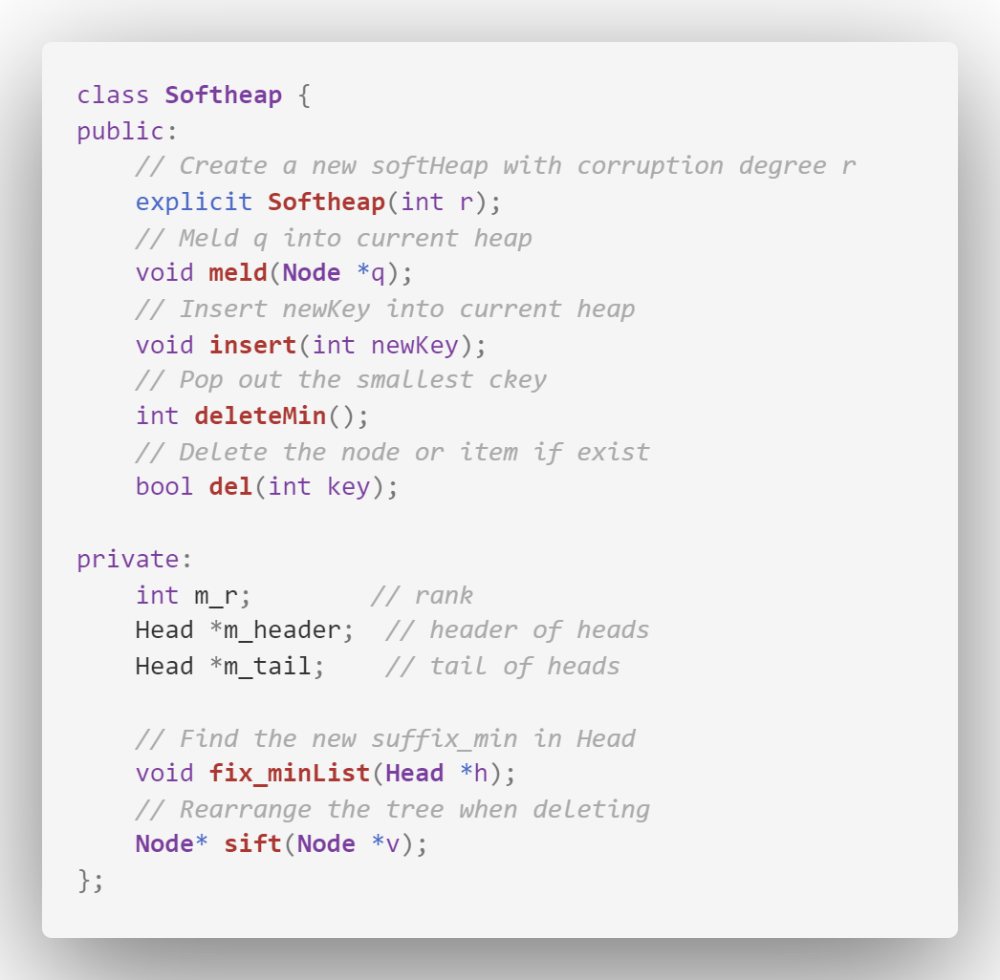 class Softheap {
public:
    // Create a new softHeap with corruption degree r
    explicit Softheap(int r);
    // Meld q into current heap
    void meld(Node *q);
    // Insert newKey into current heap
    void insert(int newKey);
    // Pop out the smallest ckey
    int deleteMin();
    // Delete the node or item if exist
    bool del(int key);

private:
    int m_r;        // rank
    Head *m_header;  // header of heads
    Head *m_tail;    // tail of heads

    // Find the new suffix_min in Head
    void fix_minList(Head *h);
    // Rearrange the tree when deleting
    Node* sift(Node *v);
};